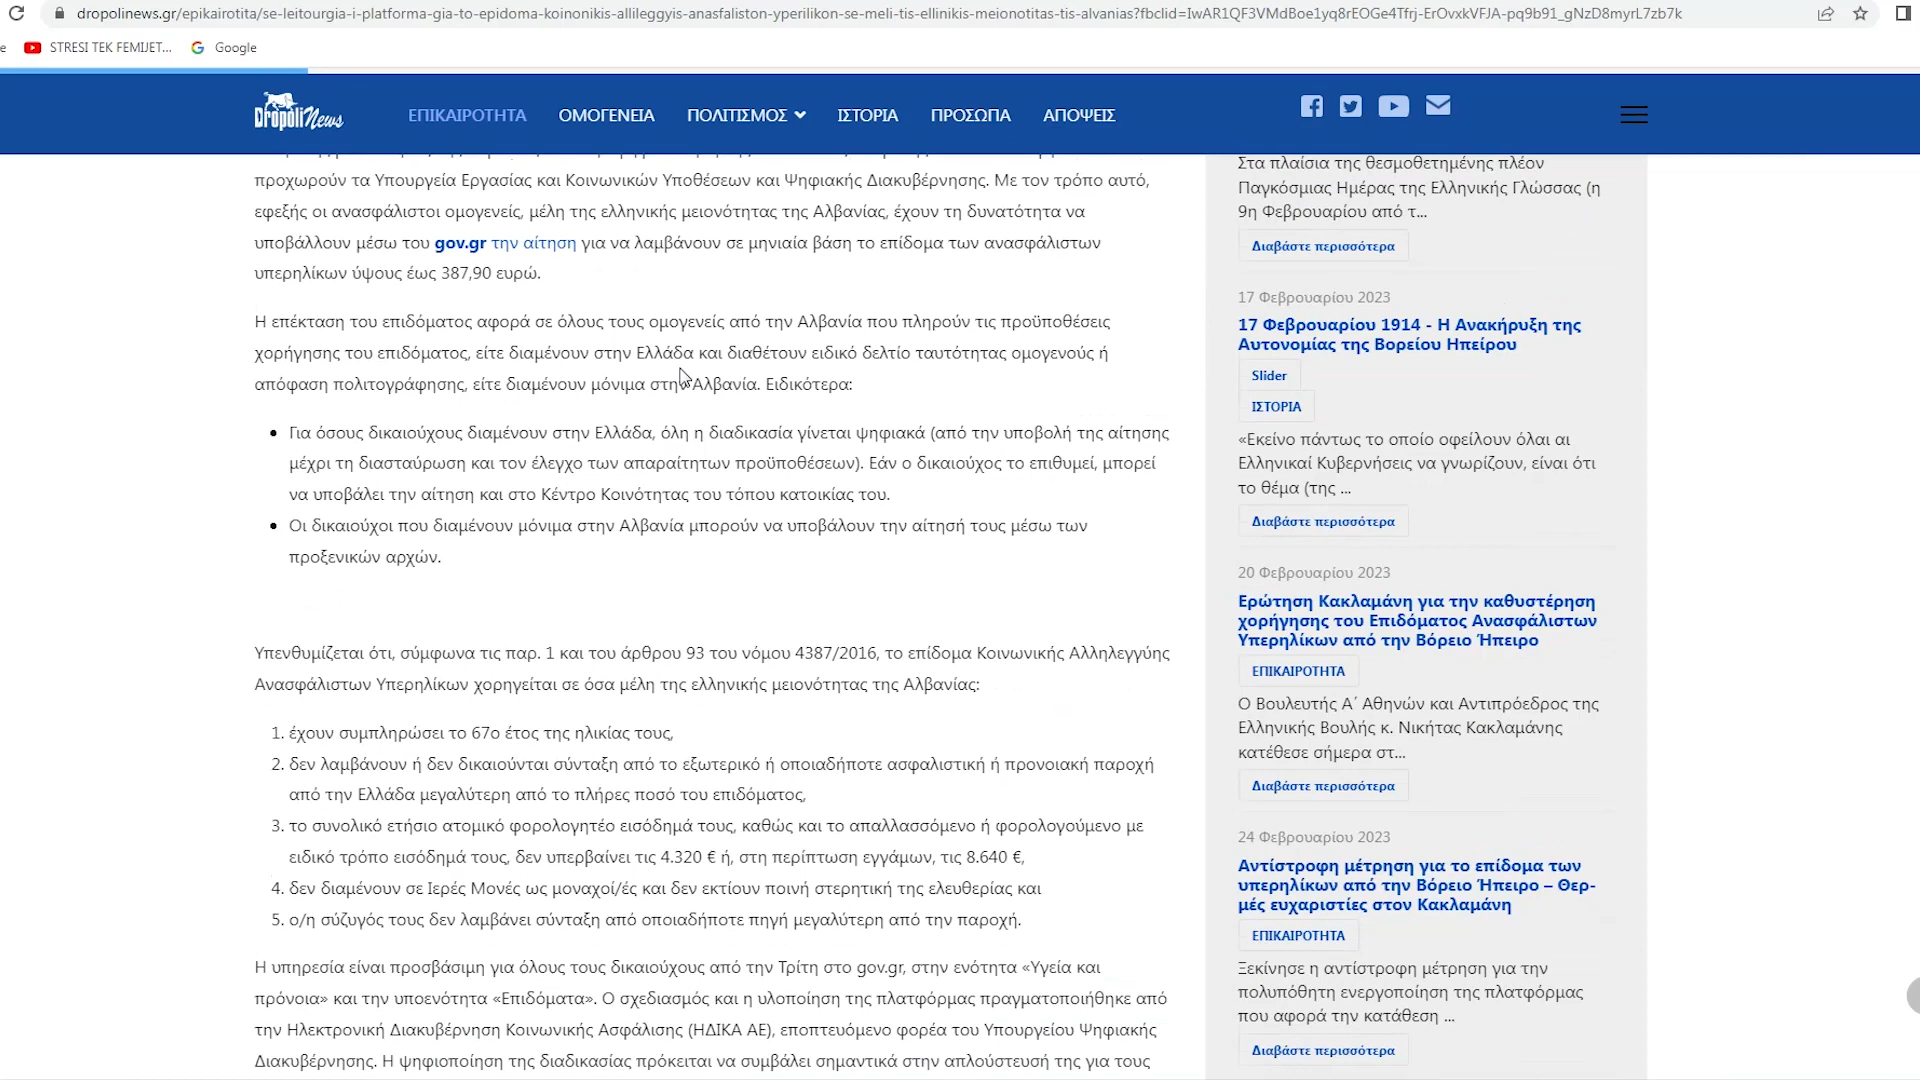 dropolinews.gr/epikairotita/se-leitourgia-i-platforma-gia-to-epidoma-koinonikis-allileggyis-anasfaliston-yperilikon-se-meli-tis-ellinikis-meionotitas-tis-alvanias?fbclid=IwAR1QF3VMdBoe1yq8rEOGe4Tfrj-ErOvxkVFJA-pq9b91_gNzD8myrL7zb7k
e STRESI TEK FEMIJET... Google
Dropoli News ΕΠΙΚΑΙΡΟΤΗΤΑ ΟΜΟΓΕΝΕΙΑ ΠΟΛΙΤΙΣΜΟΣ ΙΣΤΟΡΙΑ ΠΡΟΣΩΠΑ ΑΠΟΨΕΙΣ
προχωρούν τα Υπουργεία Εργασίας και Κοινωνικών Υποθέσεων και Ψηφιακής Διακυβέρνησης. Με τον τρόπο αυτό,
εφεξής οι ανασφάλιστοι ομογενείς, μέλη της ελληνικής μειονότητας της Αλβανίας, έχουν τη δυνατότητα να
υποβάλλουν μέσω του gov.gr την αίτηση για να λαμβάνουν σε μηνιαία βάση το επίδομα των ανασφάλιστων
υπερηλίκων ύψους έως 387,90 ευρώ.
Η επέκταση του επιδόματος αφορά σε όλους τους ομογενείς από την Αλβανία που πληρούν τις προϋποθέσεις
χορήγησης του επιδόματος, είτε διαμένουν στην Ελλάδα και διαθέτουν ειδικό δελτίο ταυτότητας ομογενούς ή
απόφαση πολιτογράφησης, είτε διαμένουν μόνιμα στην Αλβανία. Ειδικότερα:
• Για όσους δικαιούχους διαμένουν στην Ελλάδα, όλη η διαδικασία γίνεται ψηφιακά (από την υποβολή της αίτησης
μέχρι τη διασταύρωση και τον έλεγχο των απαραίτητων προϋποθέσεων). Εάν ο δικαιούχος το επιθυμεί, μπορεί
να υποβάλει την αίτηση και στο Κέντρο Κοινότητας του τόπου κατοικίας του.
• Οι δικαιούχοι που διαμένουν μόνιμα στην Αλβανία μπορούν να υποβάλουν την αίτησή τους μέσω των
προξενικών αρχών.
Υπενθυμίζεται ότι, σύμφωνα τις παρ. 1 και του άρθρου 93 του νόμου 4387/2016, το επίδομα Κοινωνικής Αλληλεγγύης
Ανασφάλιστων Υπερηλίκων χορηγείται σε όσα μέλη της ελληνικής μειονότητας της Αλβανίας:
1. έχουν συμπληρώσει το 67ο έτος της ηλικίας τους,
2. δεν λαμβάνουν ή δεν δικαιούνται σύνταξη από το εξωτερικό ή οποιαδήποτε ασφαλιστική ή προνοιακή παροχή
από την Ελλάδα μεγαλύτερη από το πλήρες ποσό του επιδόματος,
3. το συνολικό ετήσιο ατομικό φορολογητέο εισόδημά τους, καθώς και το απαλλασσόμενο ή φορολογούμενο με
ειδικό τρόπο εισόδημά τους, δεν υπερβαίνει τις 4.320 € ή, στη περίπτωση εγγάμων, τις 8.640 €,
4. δεν διαμένουν σε Ιερές Μονές ως μοναχοί/ές και δεν εκτίουν ποινή στερητική της ελευθερίας και
5. ο/η σύζυγός τους δεν λαμβάνει σύνταξη από οποιαδήποτε πηγή μεγαλύτερη από την παροχή.
Η υπηρεσία είναι προσβάσιμη για όλους τους δικαιούχους από την Τρίτη στο gov.gr, στην ενότητα «Υγεία και
πρόνοια» και την υποενότητα «Επιδόματα». Ο σχεδιασμός και η υλοποίηση της πλατφόρμας πραγματοποιήθηκε από
την Ηλεκτρονική Διακυβέρνηση Κοινωνικής Ασφάλισης (ΗΔΙΚΑ ΑΕ), εποπτευόμενο φορέα του Υπουργείου Ψηφιακής
Διακυβέρνησης. Η ψηφιοποίηση της διαδικασίας πρόκειται να συμβάλει σημαντικά στην απλούστευσή της για τους
Στα πλαίσια της θεσμοθετημένης πλέον
Παγκόσμιας Ημέρας της Ελληνικής Γλώσσας (η
9η Φεβρουαρίου από τ...
Διαβάστε περισσότερα
17 Φεβρουαρίου 2023
17 Φεβρουαρίου 1914 - Η Ανακήρυξη της
Αυτονομίας της Βορείου Ηπείρου
Slider
ΙΣΤΟΡΙΑ
«Εκείνο πάντως το οποίο οφείλουν όλαι αι
Ελληνικαί Κυβερνήσεις να γνωρίζουν, είναι ότι
το θέμα (της ...
Διαβάστε περισσότερα
20 Φεβρουαρίου 2023
Ερώτηση Κακλαμάνη για την καθυστέρηση
χορήγησης του Επιδόματος Ανασφάλιστων
Υπερηλίκων από την Βόρειο Ήπειρο
ΕΠΙΚΑΙΡΟΤΗΤΑ
Ο Βουλευτής Α΄ Αθηνών και Αντιπρόεδρος της
Ελληνικής Βουλής κ. Νικήτας Κακλαμάνης
κατέθεσε σήμερα στ...
Διαβάστε περισσότερα
24 Φεβρουαρίου 2023
Αντίστροφη μέτρηση για το επίδομα των
υπερηλίκων από την Βόρειο Ήπειρο – Θερ-
μές ευχαριστίες στον Κακλαμάνη
ΕΠΙΚΑΙΡΟΤΗΤΑ
Ξεκίνησε η αντίστροφη μέτρηση για την
πολυπόθητη ενεργοποίηση της πλατφόρμας
που αφορά την κατάθεση ...
Διαβάστε περισσότερα